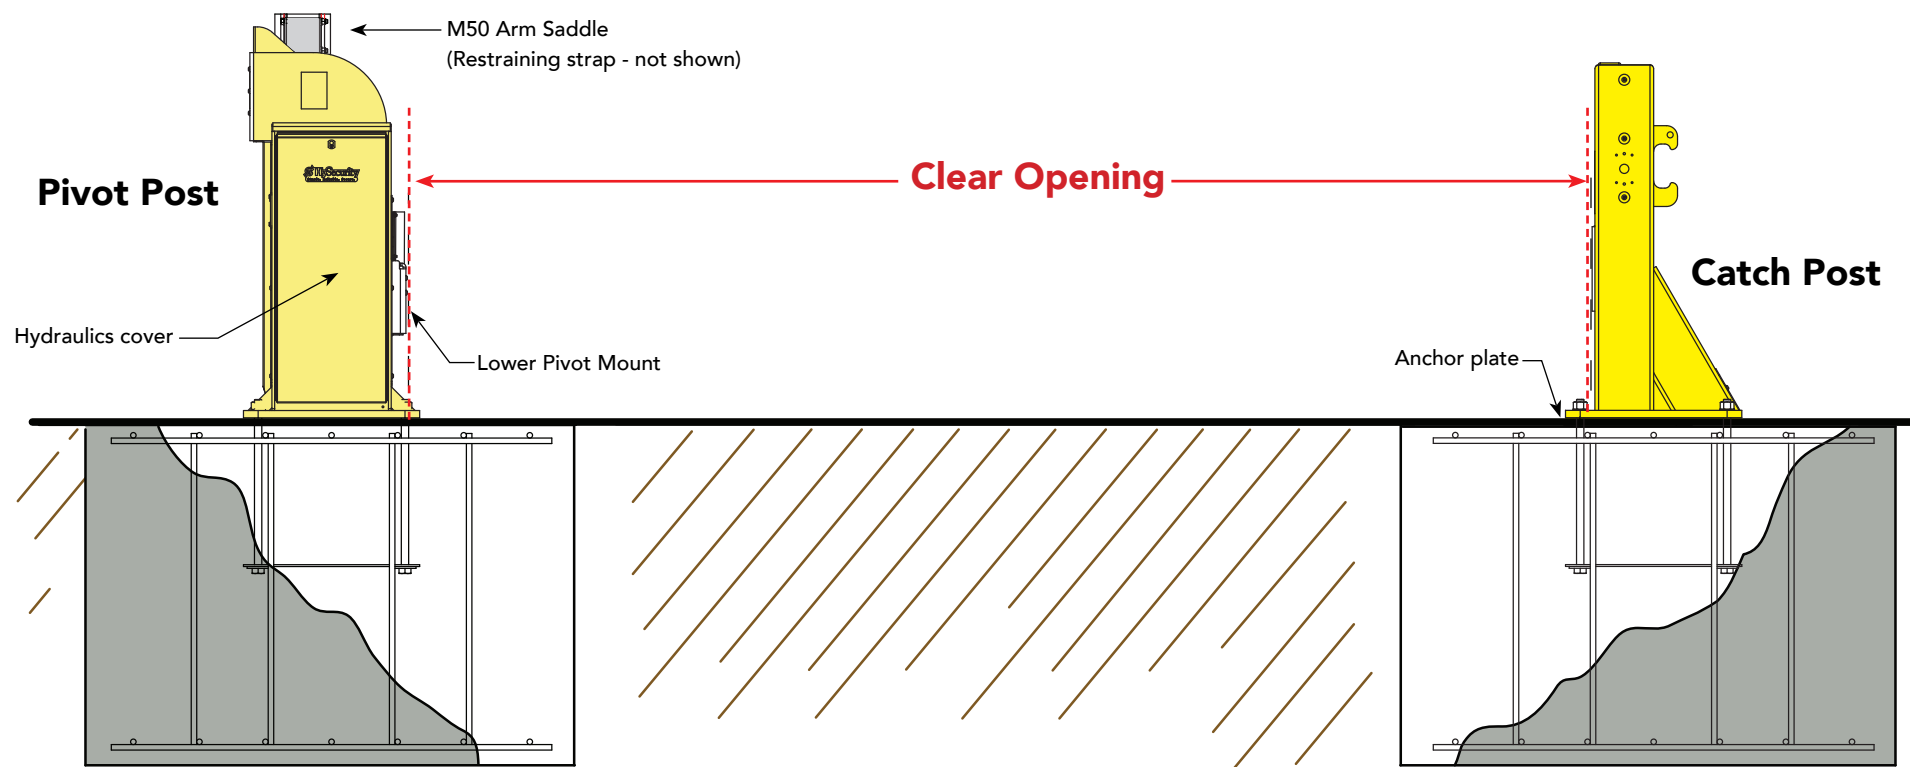 M50 Arm Saddle
(Restraining strap - not shown)
HySecurity
Pivot Post
Clear Opening
Catch Post
Hydraulics cover
Lower Pivot Mount
Anchor plate